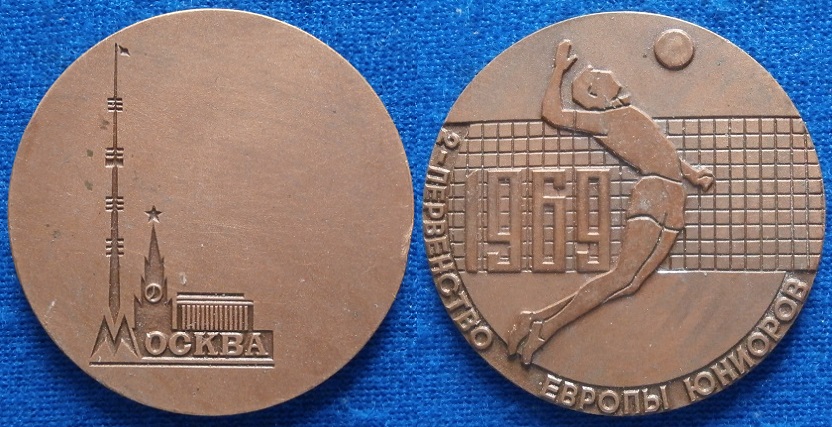 МОСКВА
1969
2-ПЕРВЕНСТВО ЕВРОПЫ ЮНИОРОВ